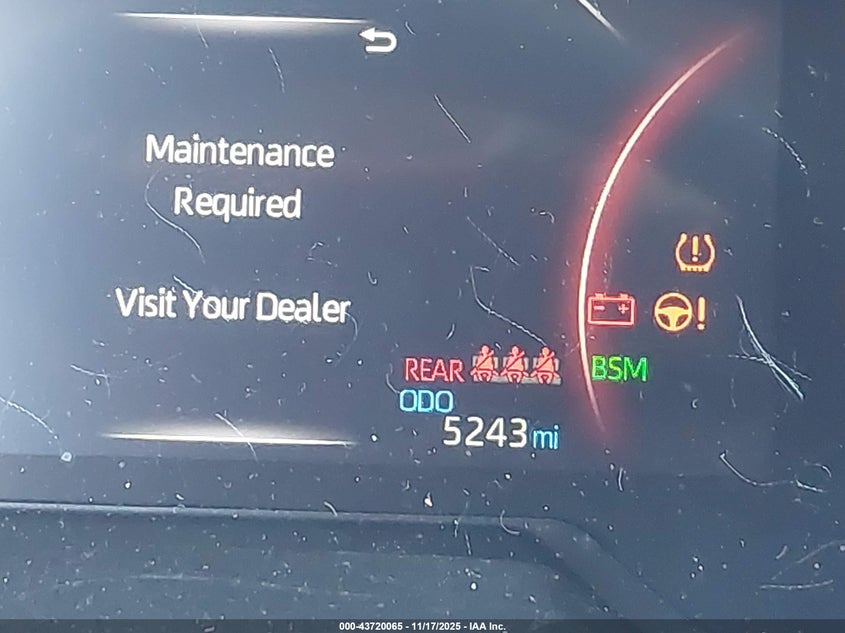 Maintenance
Required
Visit Your Dealer
REAR
BSM
ODO
5243 mi
000-43720065 - 11/17/2025 - IAA Inc.